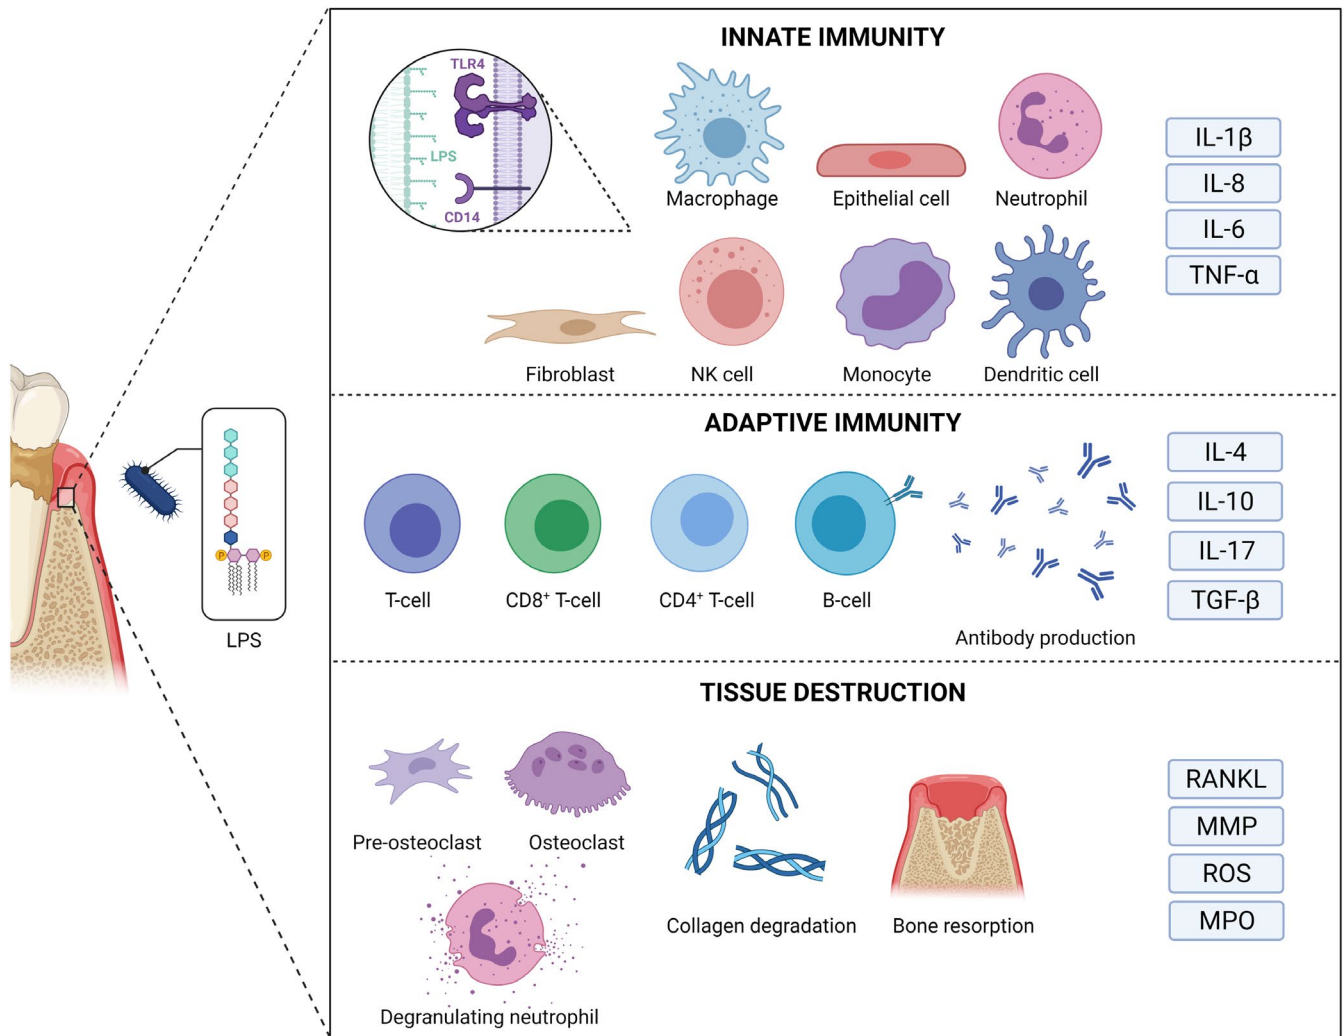 INNATE IMMUNITY
TLR4
LPS
CD14
Macrophage
Epithelial cell
Neutrophil
Fibroblast
NK cell
Monocyte
Dendritic cell
IL-1β
IL-8
IL-6
TNF-α
P
P
LPS
ADAPTIVE IMMUNITY
T-cell
CD8⁺ T-cell
CD4⁺ T-cell
B-cell
Antibody production
IL-4
IL-10
IL-17
TGF-β
TISSUE DESTRUCTION
Pre-osteoclast
Osteoclast
Degranulating neutrophil
Collagen degradation
Bone resorption
RANKL
MMP
ROS
MPO